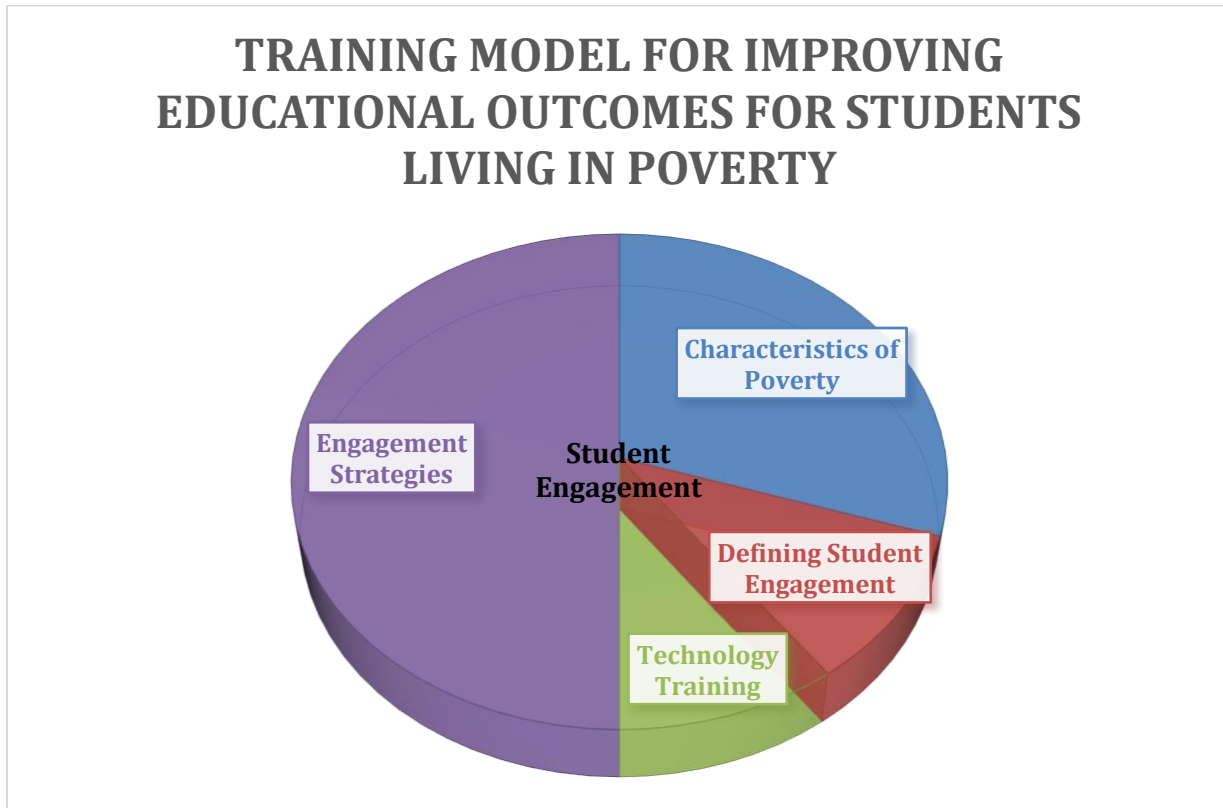 TRAINING MODEL FOR IMPROVING
EDUCATIONAL OUTCOMES FOR STUDENTS
LIVING IN POVERTY
Characteristics of
Poverty
Engagement
Strategies
Student
Engagement
Defining Student
Engagement
Technology
Training